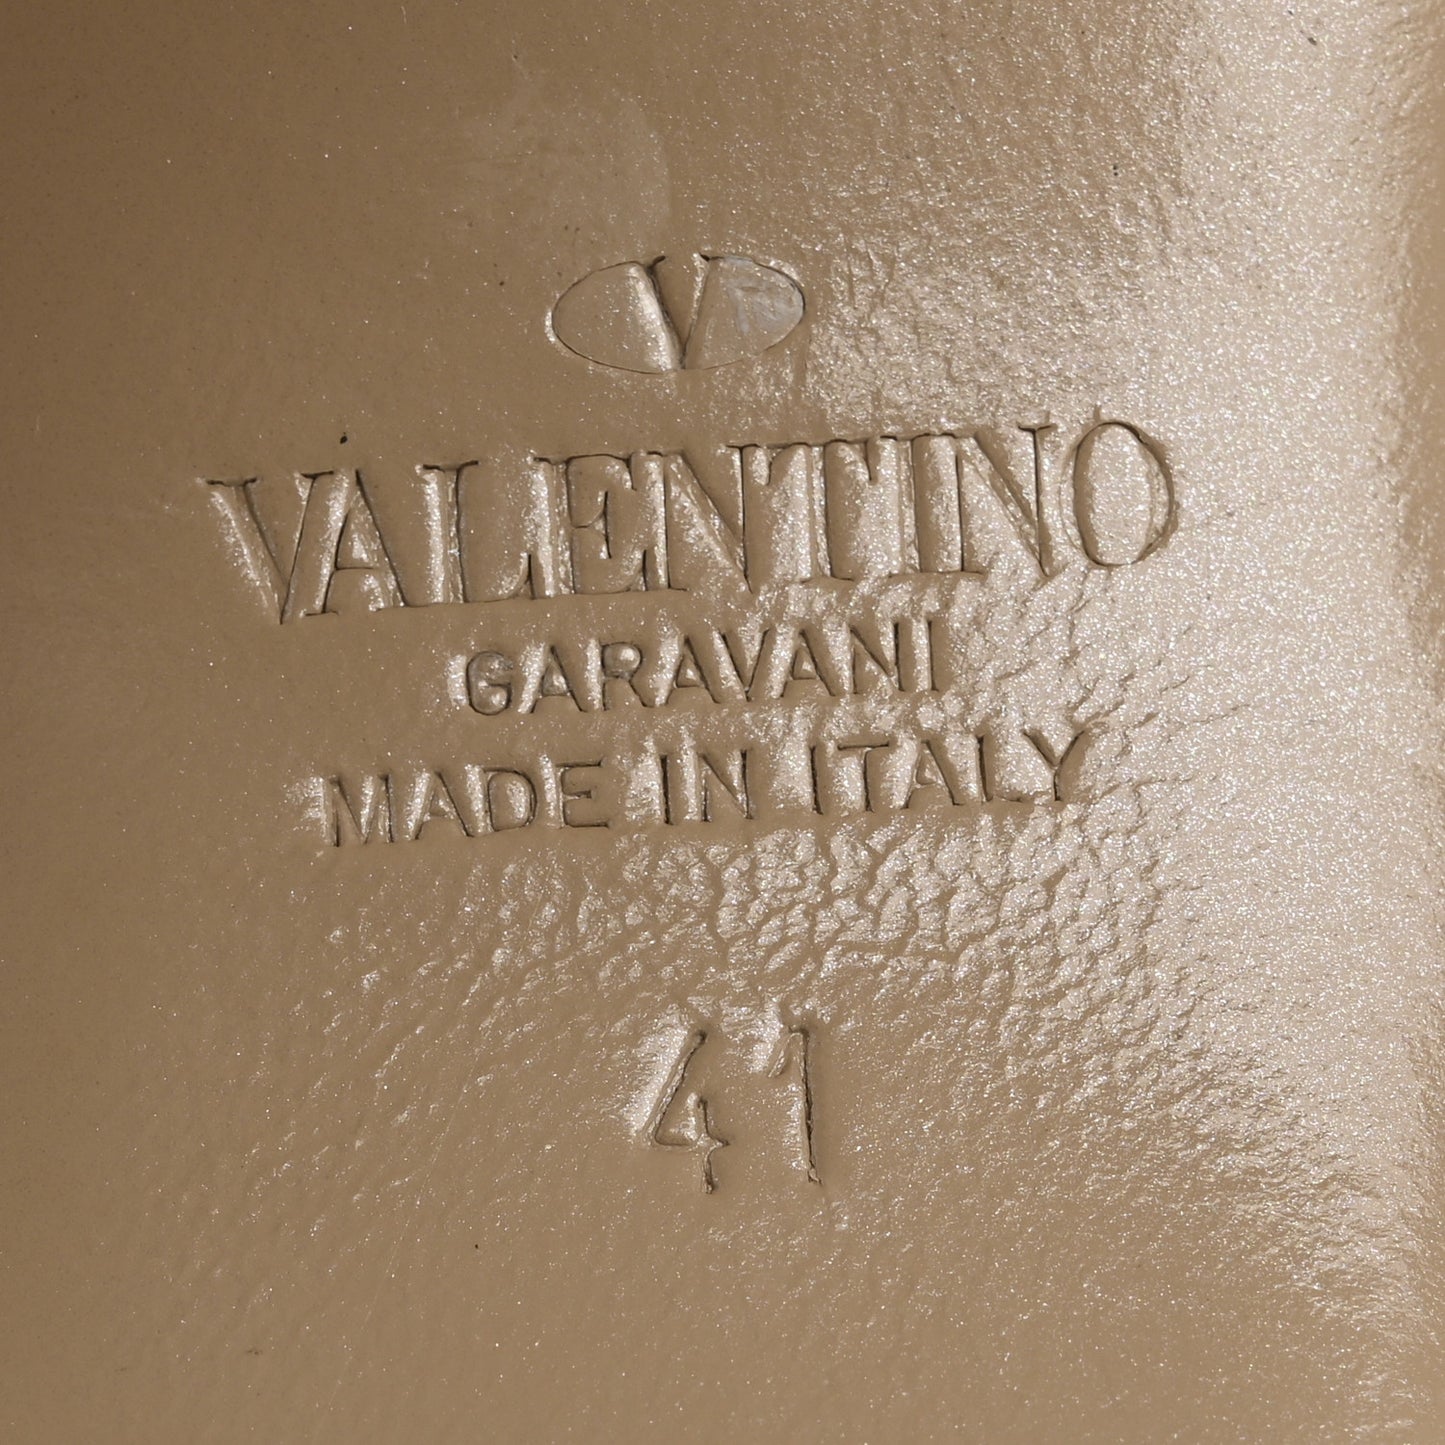 V
VALENTINO
GARAVANI
MADE IN ITALY
41